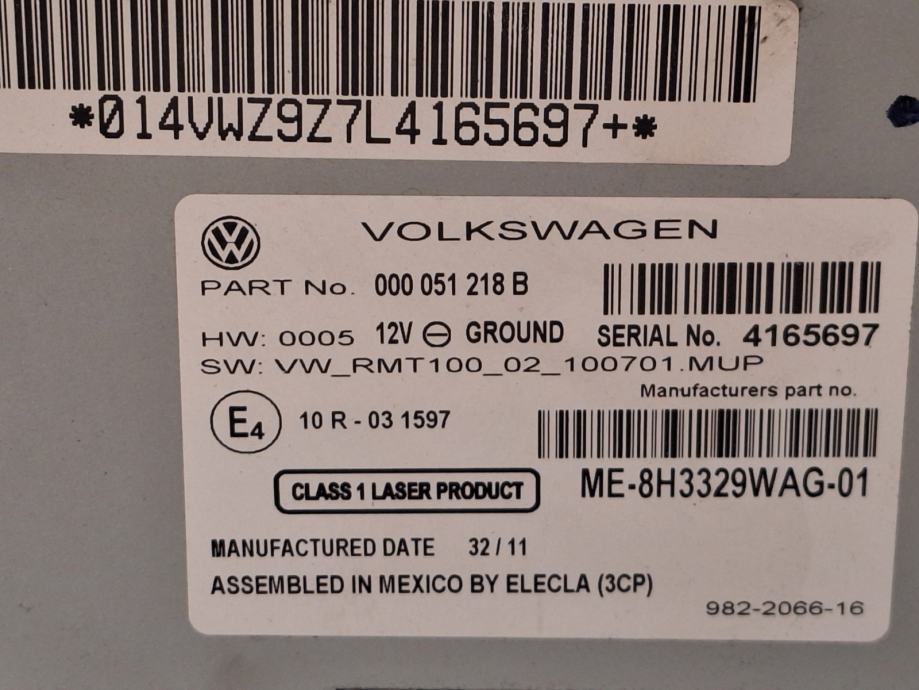 *014VWZ9Z7L4165697+*
VOLKSWAGEN
PART No. 000 051 218 B
HW: 0005 12V ⊖ GROUND SERIAL No. 4165697
SW: VW_RMT100_02_100701.MUP
Manufacturers part no.
E4 10 R - 03 1597
CLASS 1 LASER PRODUCT ME-8H3329WAG-01
MANUFACTURED DATE 32 / 11
ASSEMBLED IN MEXICO BY ELECLA (3CP)
982-2066-16